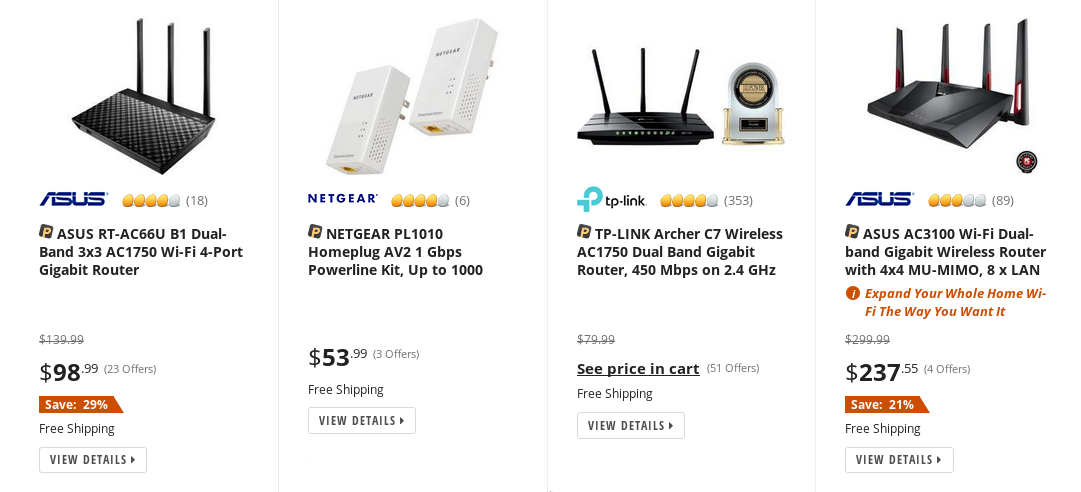 NETGEAR
NETGEAR
ASUS
(18)
ASUS RT-AC66U B1 Dual-
Band 3x3 AC1750 Wi-Fi 4-Port
Gigabit Router
$139.99
$98.99 (23 Offers)
Save: 29%
Free Shipping
VIEW DETAILS
NETGEAR
(6)
NETGEAR PL1010
Homeplug AV2 1 Gbps
Powerline Kit, Up to 1000
$53.99 (3 Offers)
Free Shipping
VIEW DETAILS
tp-link
(353)
TP-LINK Archer C7 Wireless
AC1750 Dual Band Gigabit
Router, 450 Mbps on 2.4 GHz
$79.99
See price in cart (51 Offers)
Free Shipping
VIEW DETAILS
ASUS
(89)
ASUS AC3100 Wi-Fi Dual-
band Gigabit Wireless Router
with 4x4 MU-MIMO, 8 x LAN
Expand Your Whole Home Wi-
Fi The Way You Want It
$299.99
$237.55 (4 Offers)
Save: 21%
Free Shipping
VIEW DETAILS